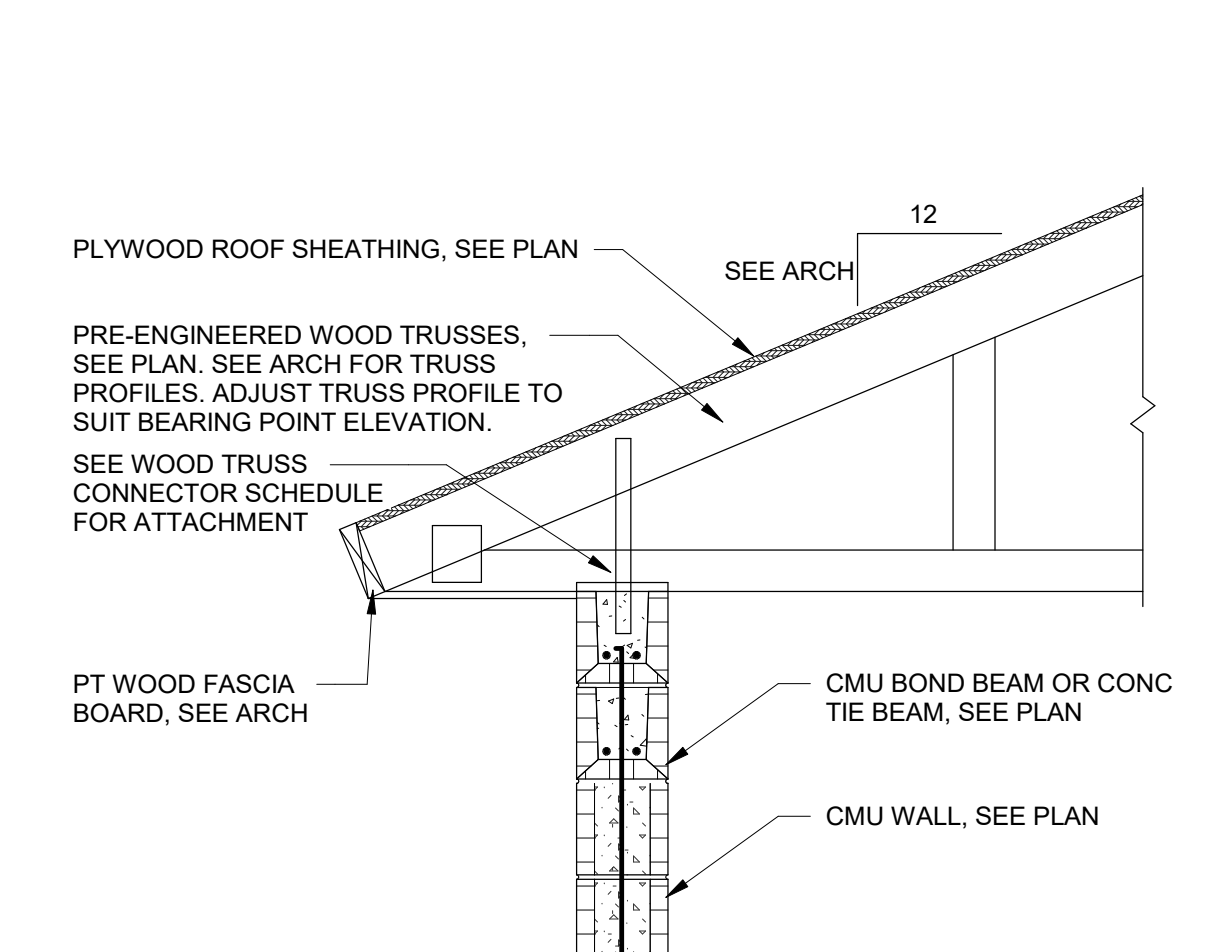 12
PLYWOOD ROOF SHEATHING, SEE PLAN
SEE ARCH
PRE-ENGINEERED WOOD TRUSSES,
SEE PLAN. SEE ARCH FOR TRUSS
PROFILES. ADJUST TRUSS PROFILE TO
SUIT BEARING POINT ELEVATION.
SEE WOOD TRUSS
CONNECTOR SCHEDULE
FOR ATTACHMENT
PT WOOD FASCIA
BOARD, SEE ARCH
CMU BOND BEAM OR CONC
TIE BEAM, SEE PLAN
CMU WALL, SEE PLAN